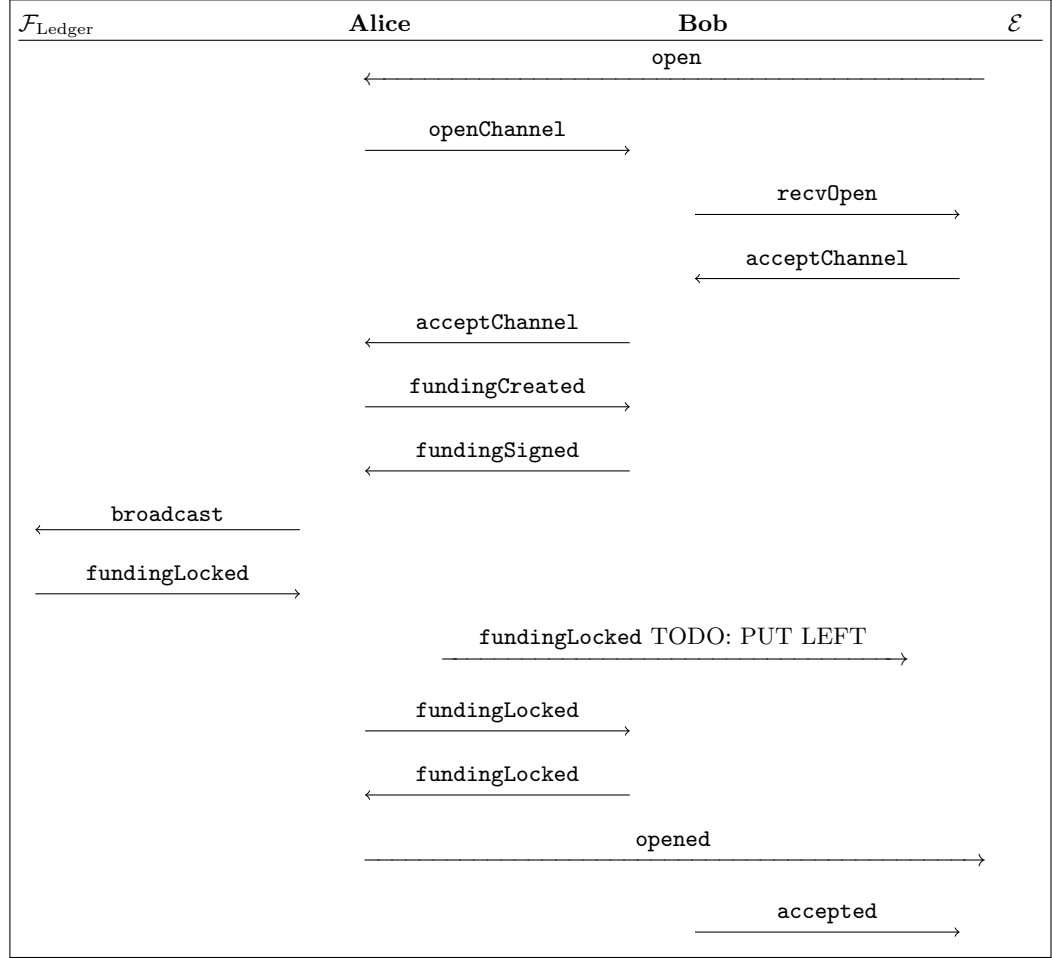 F_Ledger Alice Bob E
open
openChannel
recvOpen
acceptChannel
acceptChannel
fundingCreated
fundingSigned
broadcast
fundingLocked
fundingLocked TODO: PUT LEFT
fundingLocked
fundingLocked
opened
accepted